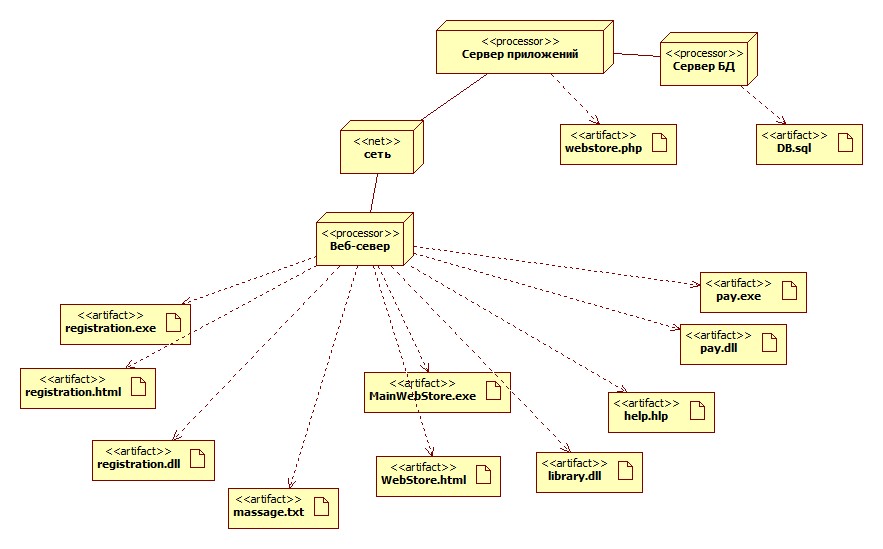 <<processor>>
Сервер приложений
<<processor>>
Сервер БД
<<net>>
сеть
<<artifact>>
webstore.php
<<artifact>>
DB.sql
<<processor>>
Веб-север
<<artifact>>
pay.exe
<<artifact>>
registration.exe
<<artifact>>
pay.dll
<<artifact>>
registration.html
<<artifact>>
MainWebStore.exe
<<artifact>>
help.hlp
<<artifact>>
registration.dll
<<artifact>>
WebStore.html
<<artifact>>
library.dll
<<artifact>>
massage.txt